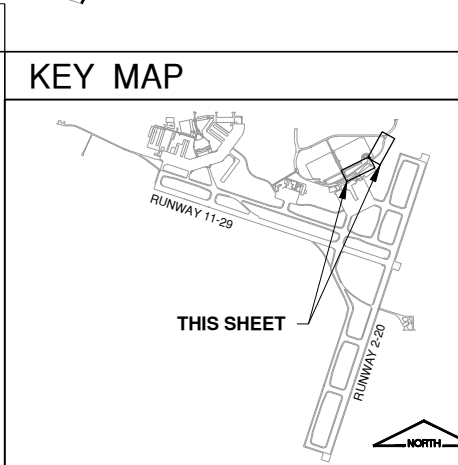 KEY MAP
RUNWAY 11-29
THIS SHEET
RUNWAY 2-20
NORTH